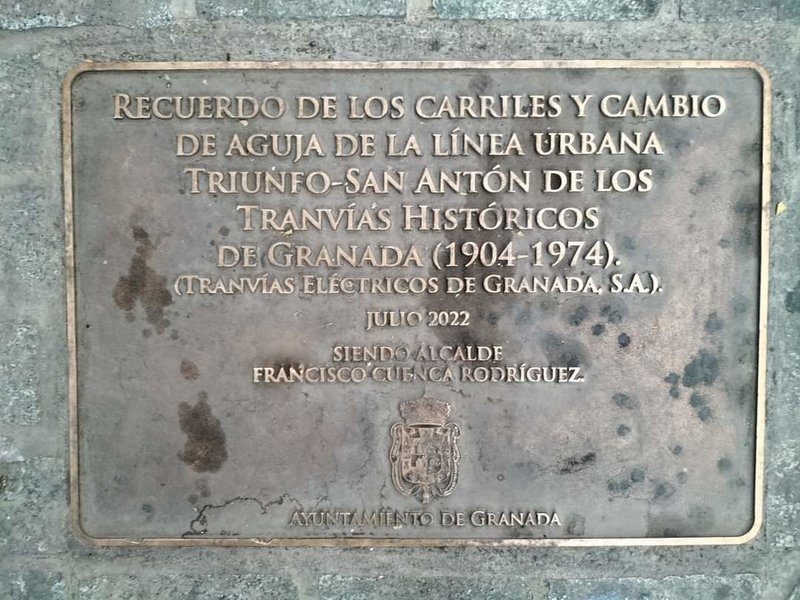 RECUERDO DE LOS CARRILES Y CAMBIO
DE AGUJA DE LA LÍNEA URBANA
TRIUNFO-SAN ANTÓN DE LOS
TRANVÍAS HISTÓRICOS
DE GRANADA (1904-1974).
(TRANVÍAS ELÉCTRICOS DE GRANADA, S.A.).
JULIO 2022
SIENDO ALCALDE
FRANCISCO CUENCA RODRÍGUEZ.
AYUNTAMIENTO DE GRANADA